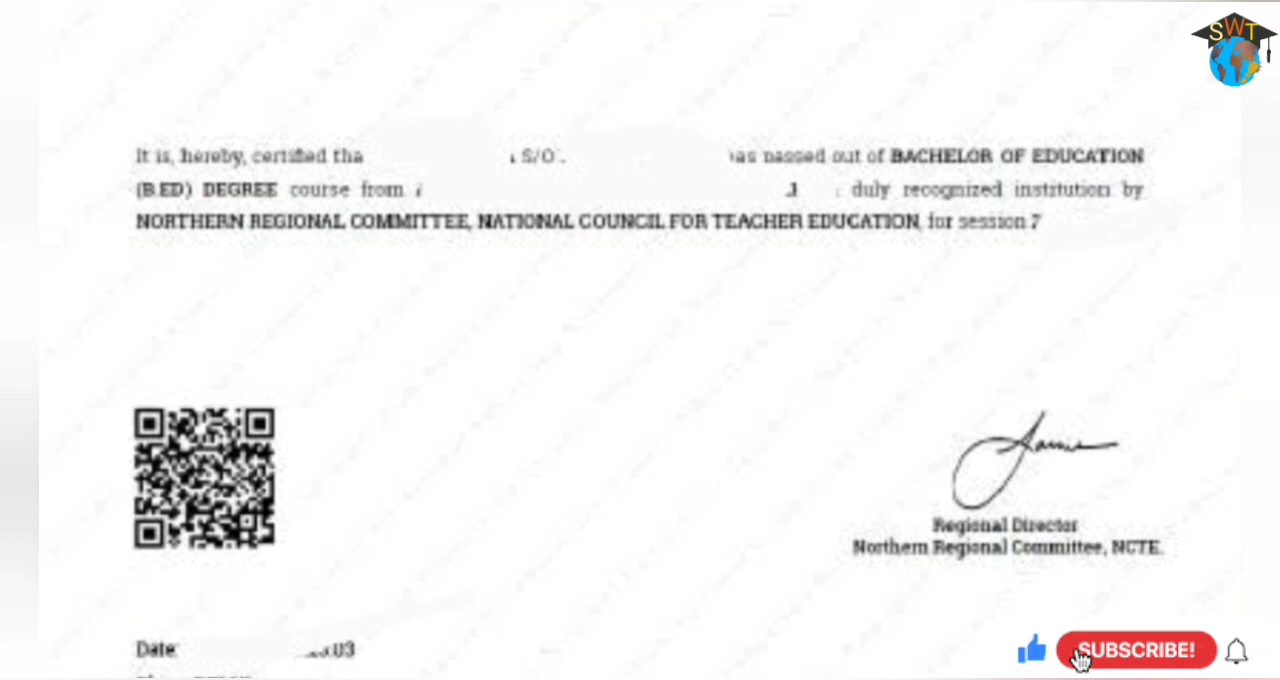 SWT
It is, hereby, certified tha S/O. has passed out of BACHELOR OF EDUCATION
(B.ED) DEGREE course from duly recognized institution by
NORTHERN REGIONAL COMMITTEE, NATIONAL COUNCIL FOR TEACHER EDUCATION, for session
Regional Director
Northern Regional Committee, NCTE.
Date
SUBSCRIBE!